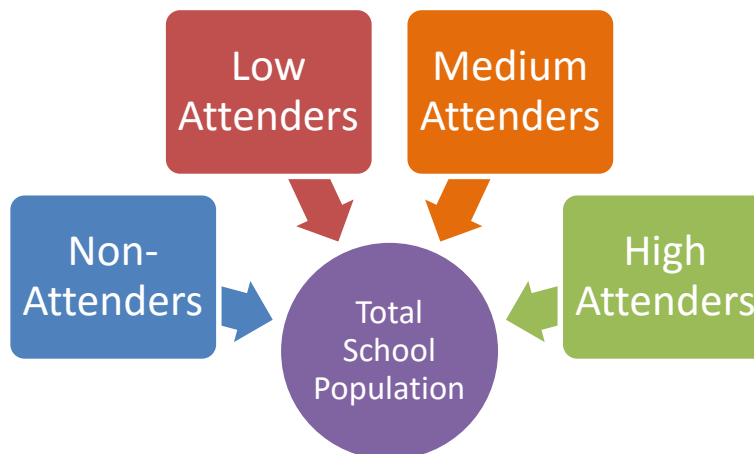 Low
Attenders
Medium
Attenders
Non-
Attenders
High
Attenders
Total
School
Population